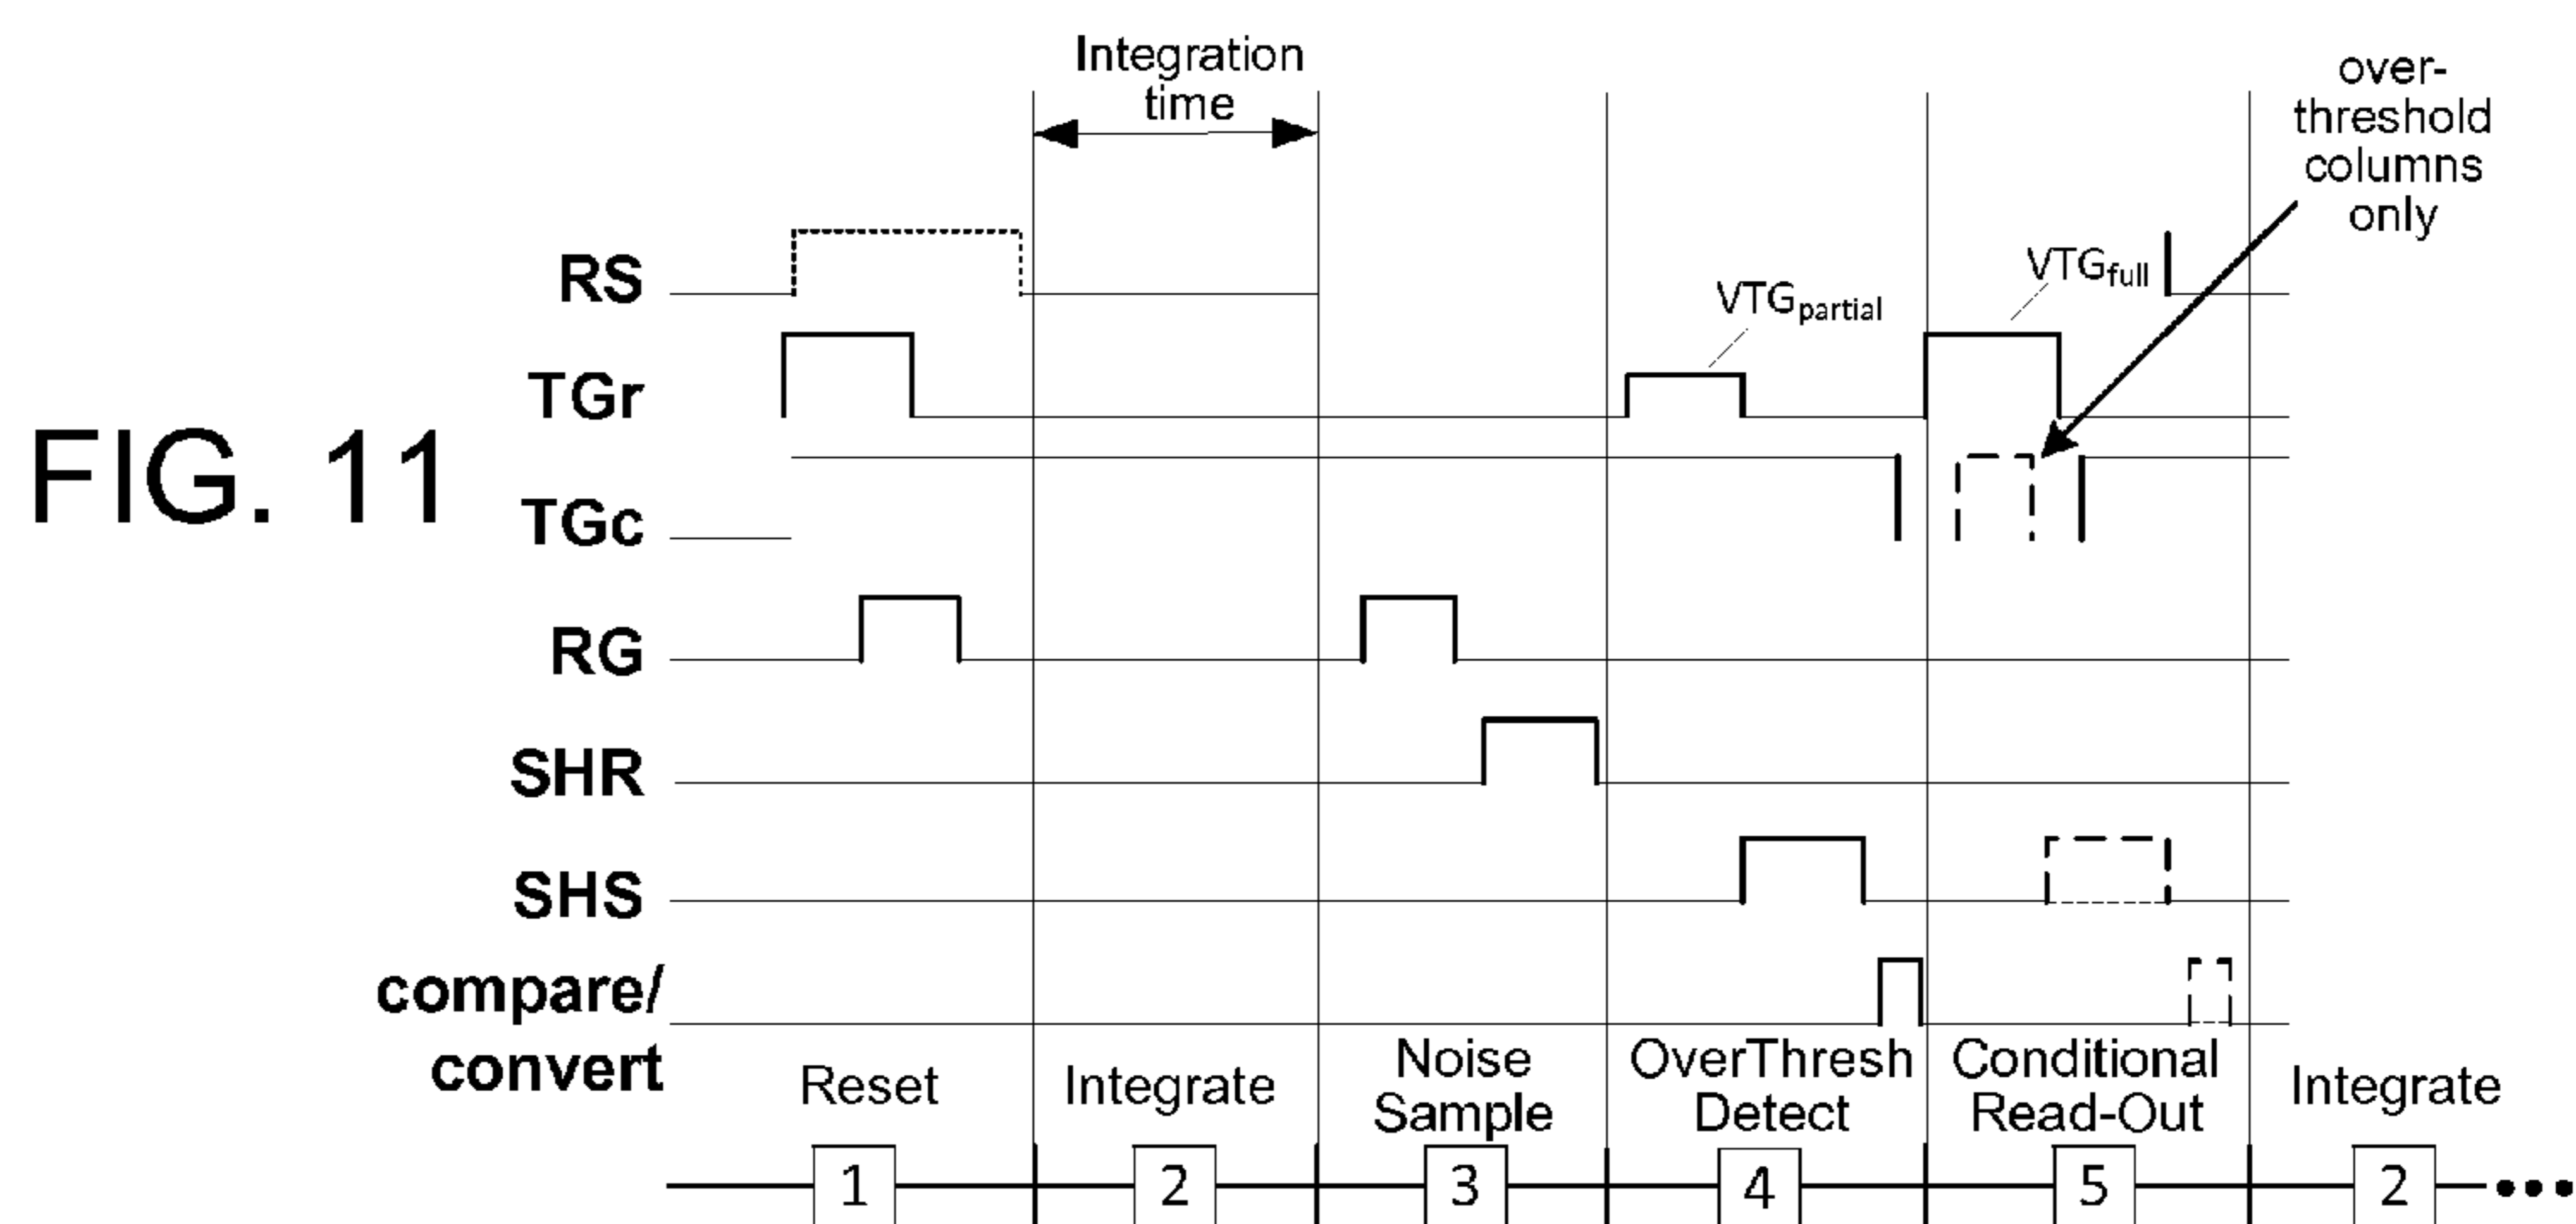 Integration
time
over-
threshold
columns
only
RS
VTGpartial
VTGfull
TGr
FIG. 11
TGc
RG
SHR
SHS
compare/
convert
Reset
Integrate
Noise
Sample
OverThresh
Detect
Conditional
Read-Out
Integrate
1
2
3
4
5
2
•••